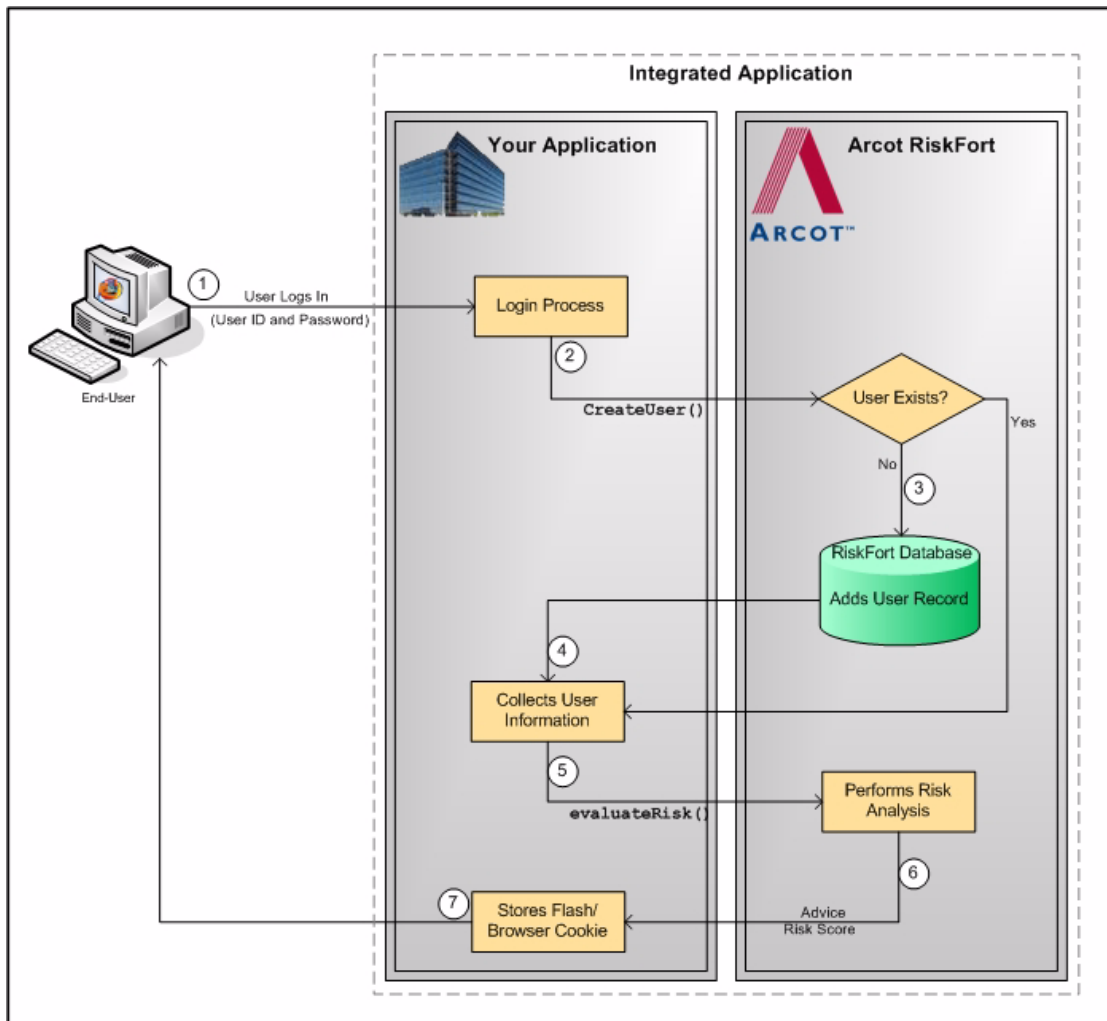 Integrated Application
Your Application
Arcot RiskFort
ARCOT™
1
User Logs In
(User ID and Password)
End-User
Login Process
2
CreateUser()
User Exists?
Yes
No
3
RiskFort Database
Adds User Record
4
Collects User
Information
5
evaluateRisk()
Performs Risk
Analysis
6
Advice
Risk Score
7
Stores Flash/
Browser Cookie